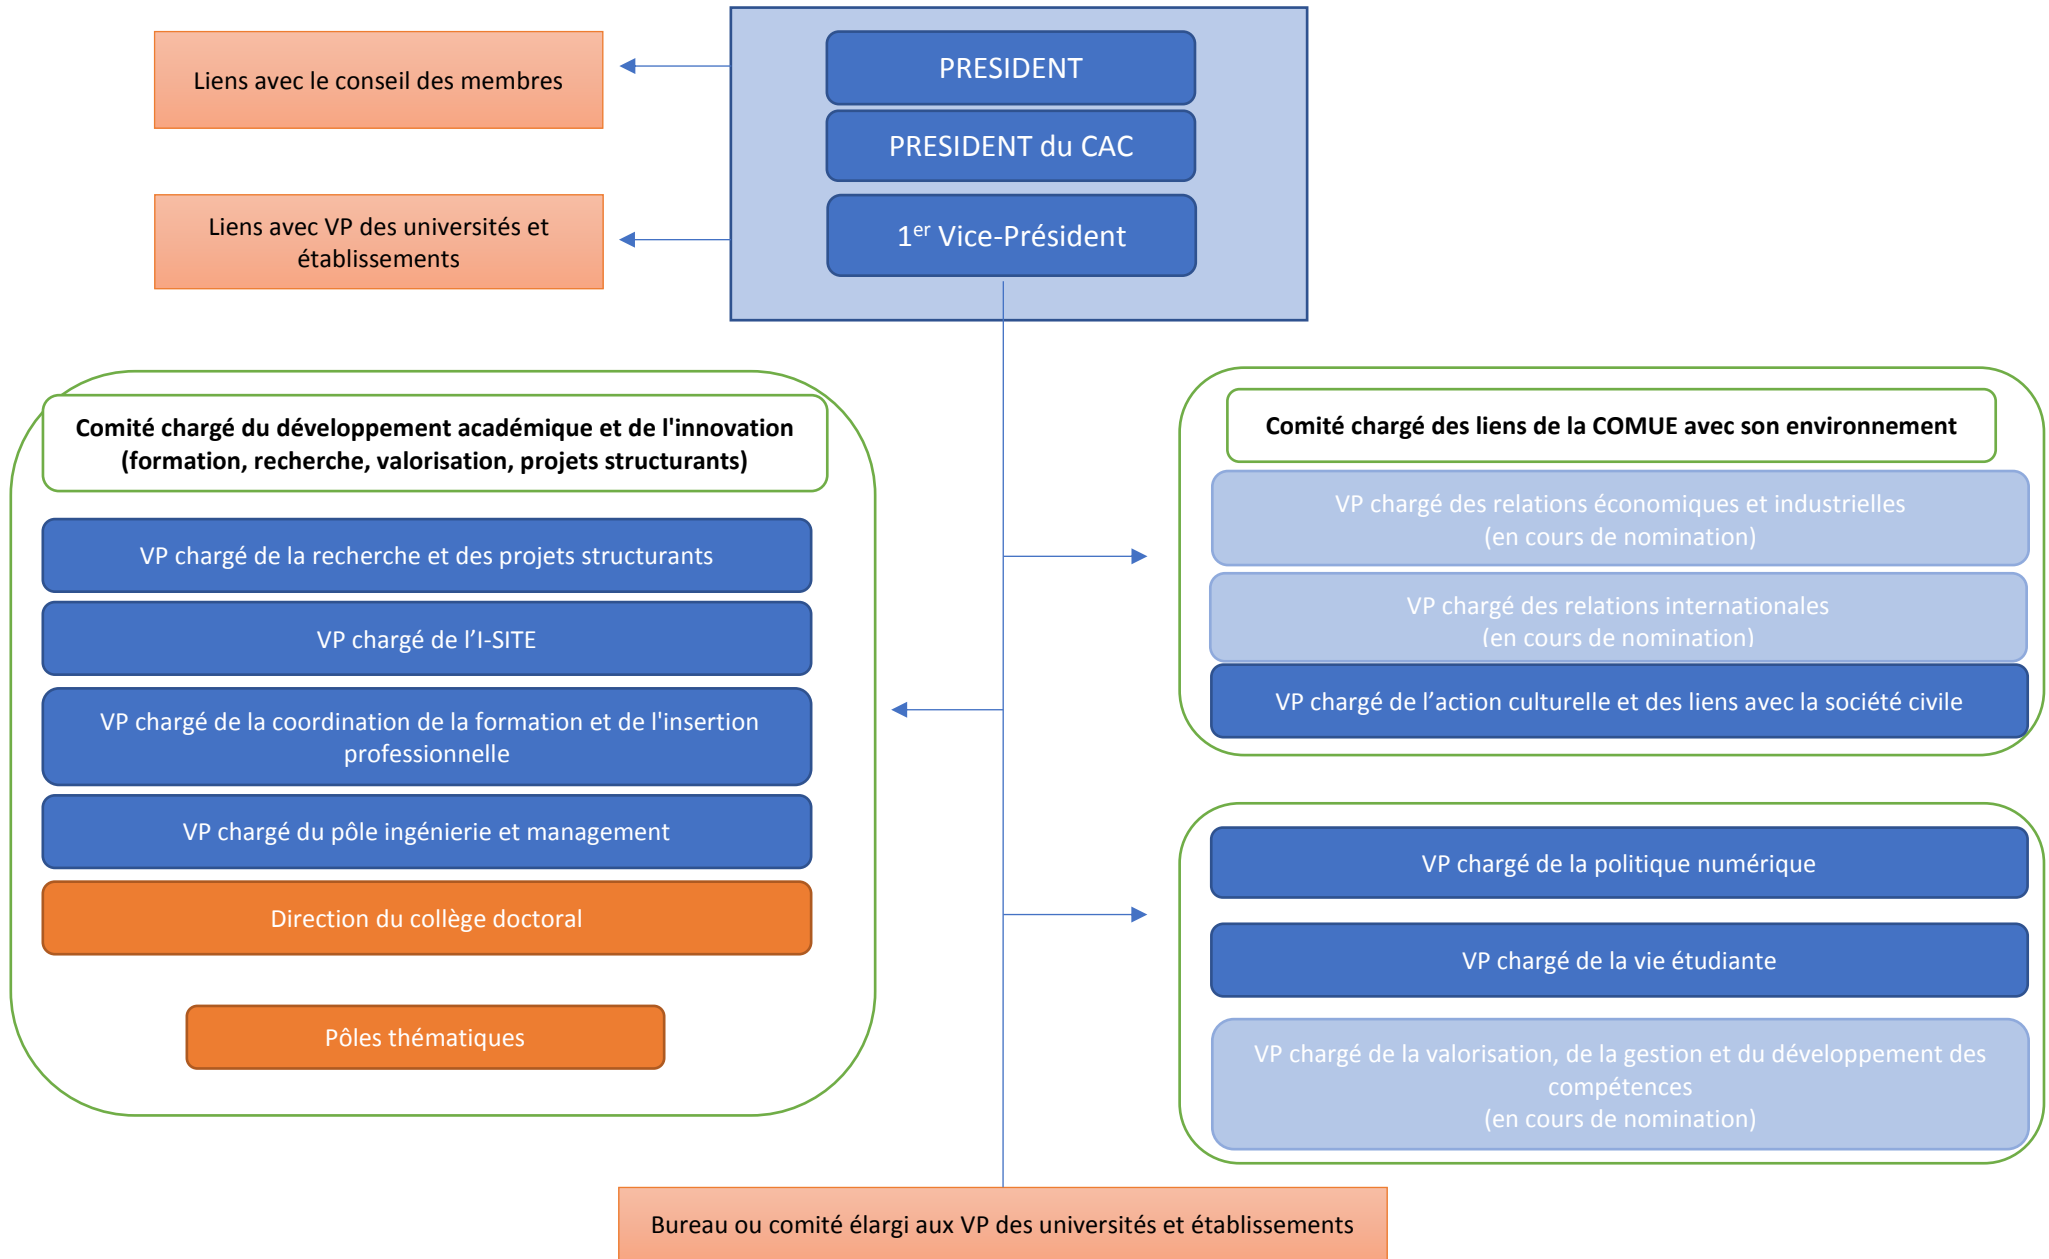 PRESIDENT
PRESIDENT du CAC
1er Vice-Président
Liens avec le conseil des membres
Liens avec VP des universités et
établissements
Comité chargé du développement académique et de l'innovation
(formation, recherche, valorisation, projets structurants)
VP chargé de la recherche et des projets structurants
VP chargé de l’I-SITE
VP chargé de la coordination de la formation et de l'insertion
professionnelle
VP chargé du pôle ingénierie et management
Direction du collège doctoral
Pôles thématiques
Comité chargé des liens de la COMUE avec son environnement
VP chargé des relations économiques et industrielles
(en cours de nomination)
VP chargé des relations internationales
(en cours de nomination)
VP chargé de l’action culturelle et des liens avec la société civile
VP chargé de la politique numérique
VP chargé de la vie étudiante
VP chargé de la valorisation, de la gestion et du développement des
compétences
(en cours de nomination)
Bureau ou comité élargi aux VP des universités et établissements